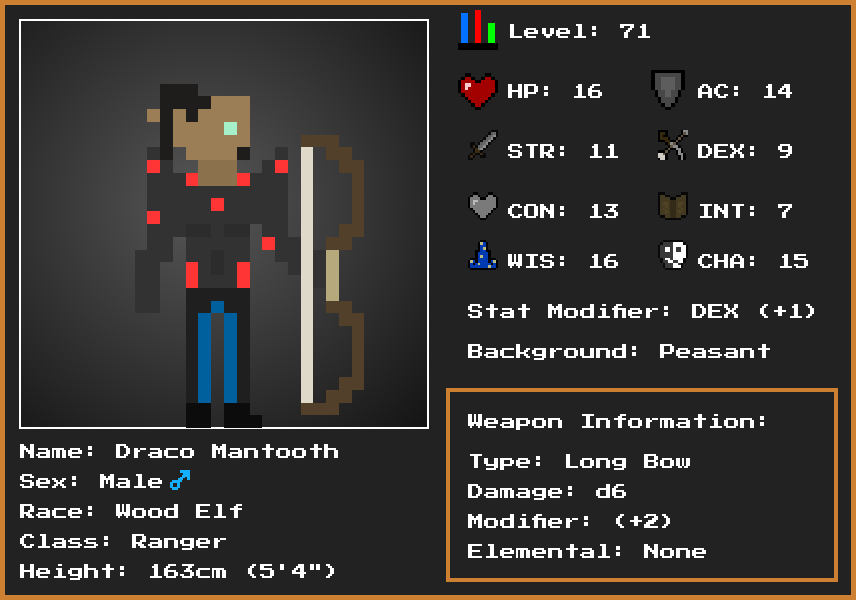 Level: 71
HP: 16
AC: 14
STR: 11
DEX: 9
CON: 13
INT: 7
WIS: 16
CHA: 15
Stat Modifier: DEX (+1)
Background: Peasant
Weapon Information:
Type: Long Bow
Damage: d6
Modifier: (+2)
Elemental: None
Name: Draco Mantooth
Sex: Male♂
Race: Wood Elf
Class: Ranger
Height: 163cm (5'4")